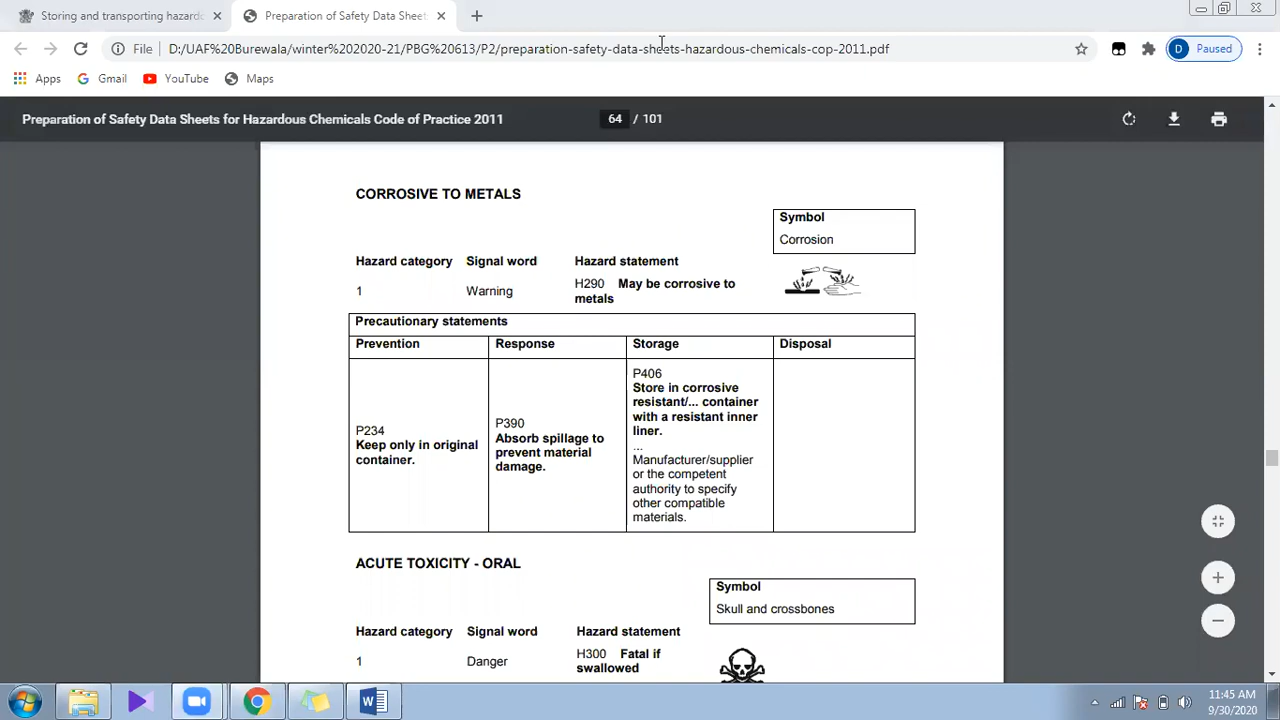 Storing and transporting hazard
Preparation of Safety Data Sheet
File D:/UAF%20Burewala/winter%202020-21/PBG%20613/P2/preparation-safety-data-sheets-hazardous-chemicals-cop-2011.pdf
D Paused
Apps Gmail YouTube Maps
Preparation of Safety Data Sheets for Hazardous Chemicals Code of Practice 2011
64 / 101
CORROSIVE TO METALS
Symbol
Corrosion
Hazard category Signal word Hazard statement
1 Warning H290 May be corrosive to
metals
Precautionary statements
Prevention Response Storage Disposal
P234
Keep only in original
container.
P390
Absorb spillage to
prevent material
damage.
P406
Store in corrosive
resistant/... container
with a resistant inner
liner.
...
Manufacturer/supplier
or the competent
authority to specify
other compatible
materials.
ACUTE TOXICITY - ORAL
Symbol
Skull and crossbones
Hazard category Signal word Hazard statement
1 Danger H300 Fatal if
swallowed
11:45 AM
9/30/2020